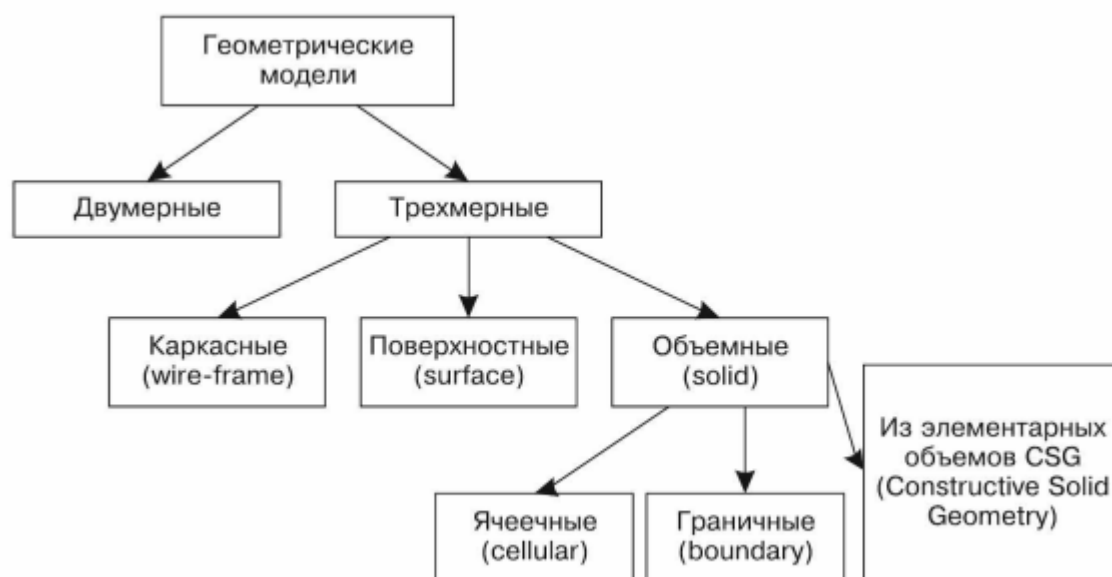 Геометрические
модели
Двумерные
Трехмерные
Каркасные
(wire-frame)
Поверхностные
(surface)
Объемные
(solid)
Из элементарных
объемов CSG
(Constructive Solid
Geometry)
Ячеечные
(cellular)
Граничные
(boundary)